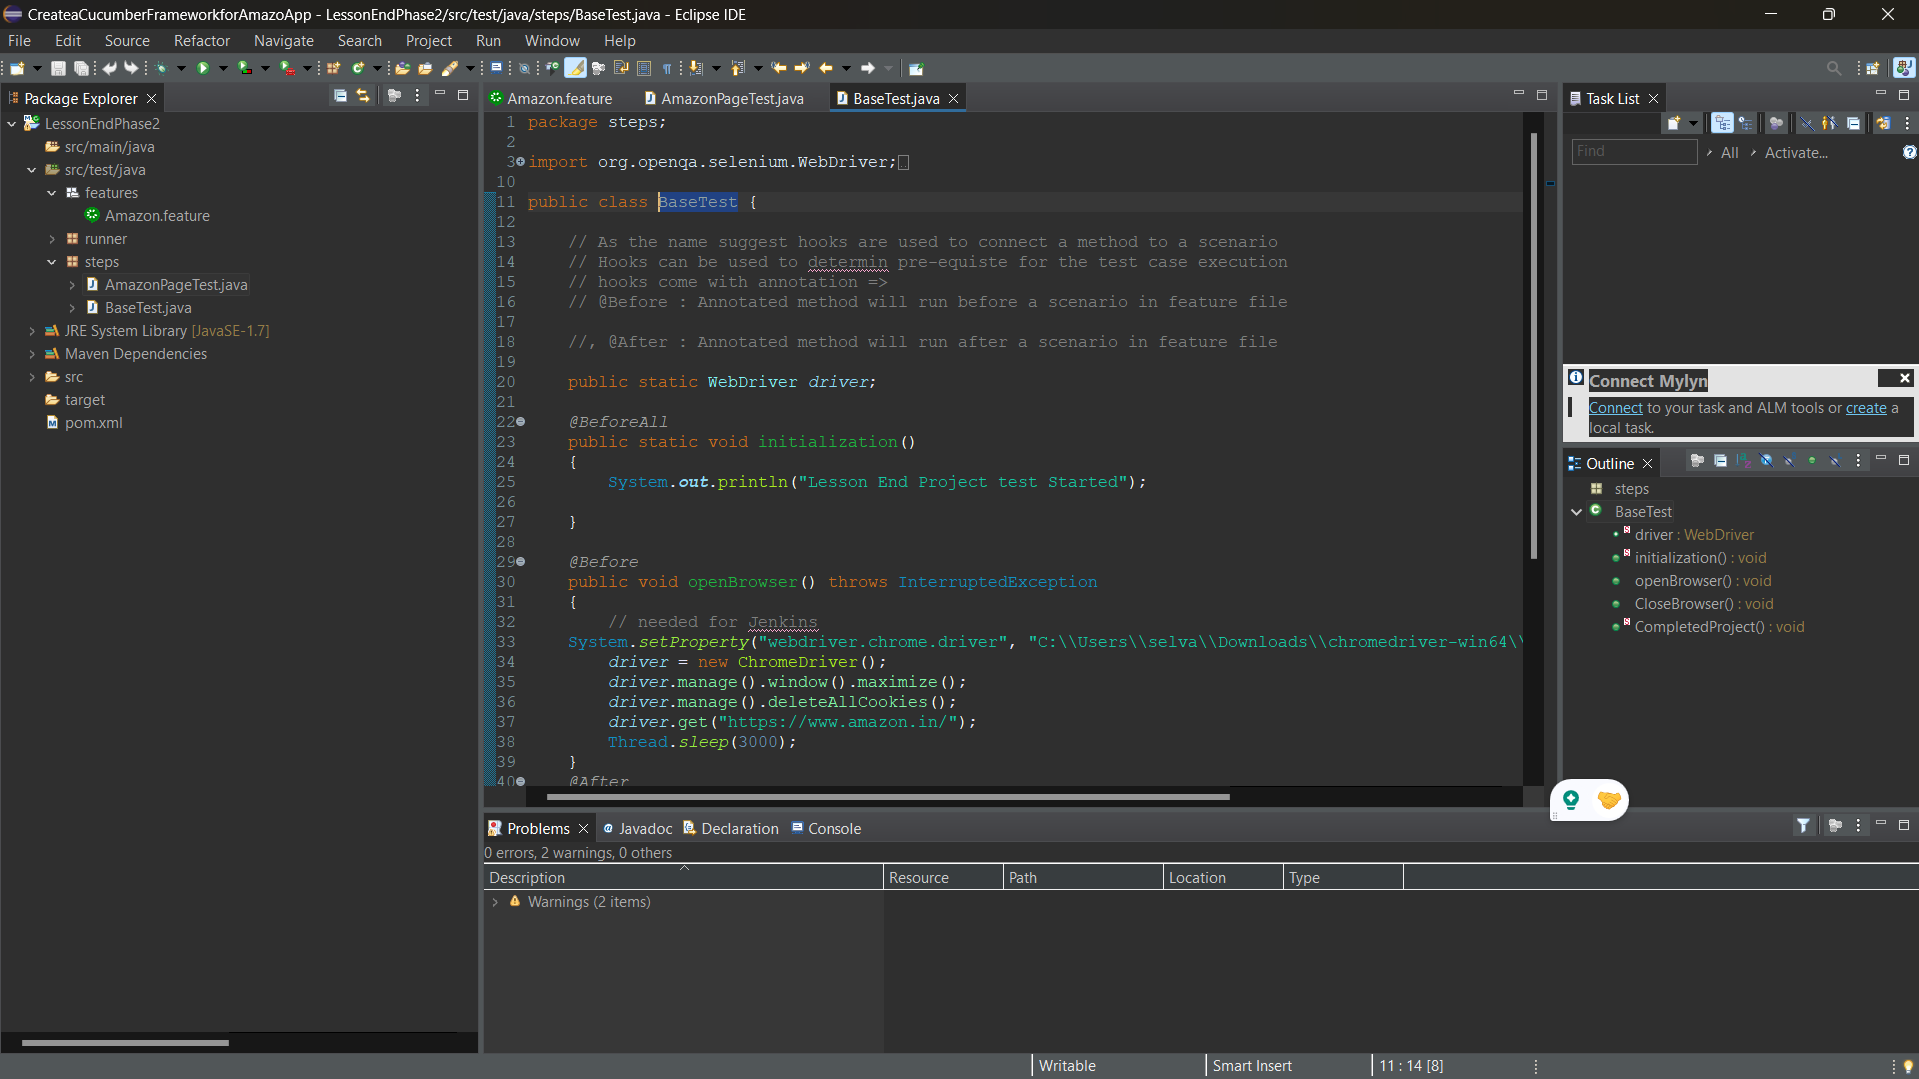 CreateaCucumberFrameworkforAmazoApp - LessonEndPhase2/src/test/java/steps/BaseTest.java - Eclipse IDE
File Edit Source Refactor Navigate Search Project Run Window Help
Package Explorer
LessonEndPhase2
src/main/java
src/test/java
features
Amazon.feature
runner
steps
AmazonPageTest.java
BaseTest.java
JRE System Library [JavaSE-1.7]
Maven Dependencies
src
target
pom.xml
Amazon.feature AmazonPageTest.java BaseTest.java
1 package steps;
2
3 import org.openqa.selenium.WebDriver;
10
11 public class BaseTest {
12
13 // As the name suggest hooks are used to connect a method to a scenario
14 // Hooks can be used to determin pre-equiste for the test case execution
15 // hooks come with annotation =>
16 // @Before : Annotated method will run before a scenario in feature file
17
18 //, @After : Annotated method will run after a scenario in feature file
19
20 public static WebDriver driver;
21
22 @BeforeAll
23 public static void initialization()
24 {
25 System.out.println("Lesson End Project test Started");
26
27 }
28
29 @Before
30 public void openBrowser() throws InterruptedException
31 {
32 // needed for Jenkins
33 System.setProperty("webdriver.chrome.driver", "C:\\Users\\selva\\Downloads\\chromedriver-win64\\
34 driver = new ChromeDriver();
35 driver.manage().window().maximize();
36 driver.manage().deleteAllCookies();
37 driver.get("https://www.amazon.in/");
38 Thread.sleep(3000);
39 }
40 @After
Task List
Find All Activate...
Connect Mylyn
Connect to your task and ALM tools or create a
local task.
Outline
steps
BaseTest
driver : WebDriver
initialization() : void
openBrowser() : void
CloseBrowser() : void
CompletedProject() : void
Problems Javadoc Declaration Console
0 errors, 2 warnings, 0 others
Description Resource Path Location Type
Warnings (2 items)
Writable Smart Insert 11 : 14 [8]